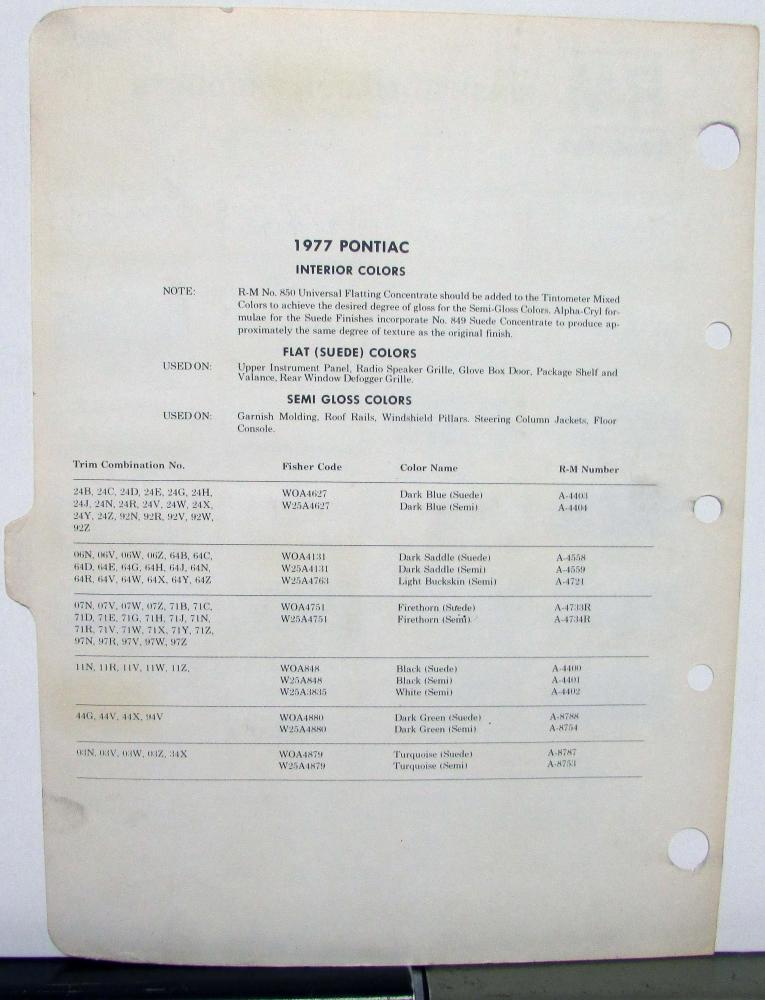 1977 PONTIAC
INTERIOR COLORS
NOTE: R-M No. 850 Universal Flatting Concentrate should be added to the Tintometer Mixed
Colors to achieve the desired degree of gloss for the Semi-Gloss Colors. Alpha-Cryl for-
mulae for the Suede Finishes incorporate No. 849 Suede Concentrate to produce ap-
proximately the same degree of texture as the original finish.
FLAT (SUEDE) COLORS
USED ON: Upper Instrument Panel, Radio Speaker Grille, Glove Box Door, Package Shelf and
Valance, Rear Window Defogger Grille.
SEMI GLOSS COLORS
USED ON: Garnish Molding, Roof Rails, Windshield Pillars. Steering Column Jackets, Floor
Console.
Trim Combination No. Fisher Code Color Name R-M Number
24B, 24C, 24D, 24E, 24G, 24H, WOA4627 Dark Blue (Suede) A-4403
24J, 24N, 24R, 24V, 24W, 24X, W25A4627 Dark Blue (Semi) A-4404
24Y, 24Z, 92N, 92R, 92V, 92W,
92Z
06N, 06V, 06W, 06Z, 64B, 64C, WOA4131 Dark Saddle (Suede) A-4558
64D, 64E, 64G, 64H, 64J, 64N, W25A4131 Dark Saddle (Semi) A-4559
64R, 64V, 64W, 64X, 64Y, 64Z W25A4763 Light Buckskin (Semi) A-4721
07N, 07V, 07W, 07Z, 71B, 71C, WOA4751 Firethorn (Suede) A-4733R
71D, 71E, 71G, 71H, 71J, 71N, W25A4751 Firethorn (Semi) A-4734R
71R, 71V, 71W, 71X, 71Y, 71Z,
97N, 97R, 97V, 97W, 97Z
11N, 11R, 11V, 11W, 11Z, WOA848 Black (Suede) A-4400
W25A848 Black (Semi) A-4401
W25A3835 White (Semi) A-4402
44G, 44V, 44X, 94V WOA4880 Dark Green (Suede) A-8788
W25A4880 Dark Green (Semi) A-8754
03N, 03V, 03W, 03Z, 34X WOA4879 Turquoise (Suede) A-8787
W25A4879 Turquoise (Semi) A-8753